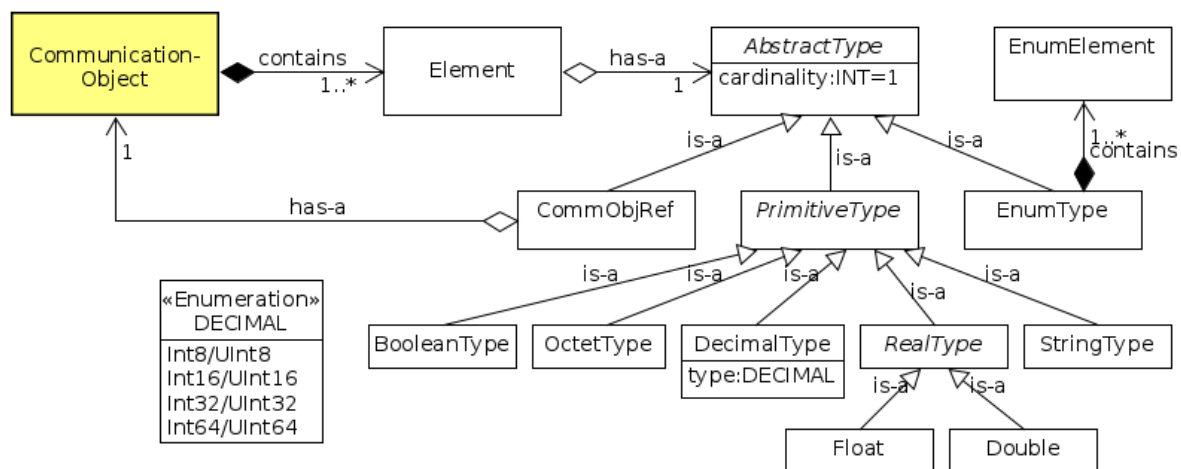 Communication-
Object
contains
1..*
Element
has-a
1
AbstractType
cardinality:INT=1
EnumElement
1..*
contains
is-a
is-a
is-a
1
has-a
CommObjRef
PrimitiveType
EnumType
is-a
is-a
is-a
is-a
is-a
«Enumeration»
DECIMAL
Int8/UInt8
Int16/UInt16
Int32/UInt32
Int64/UInt64
BooleanType
OctetType
DecimalType
type:DECIMAL
RealType
StringType
is-a
is-a
Float
Double